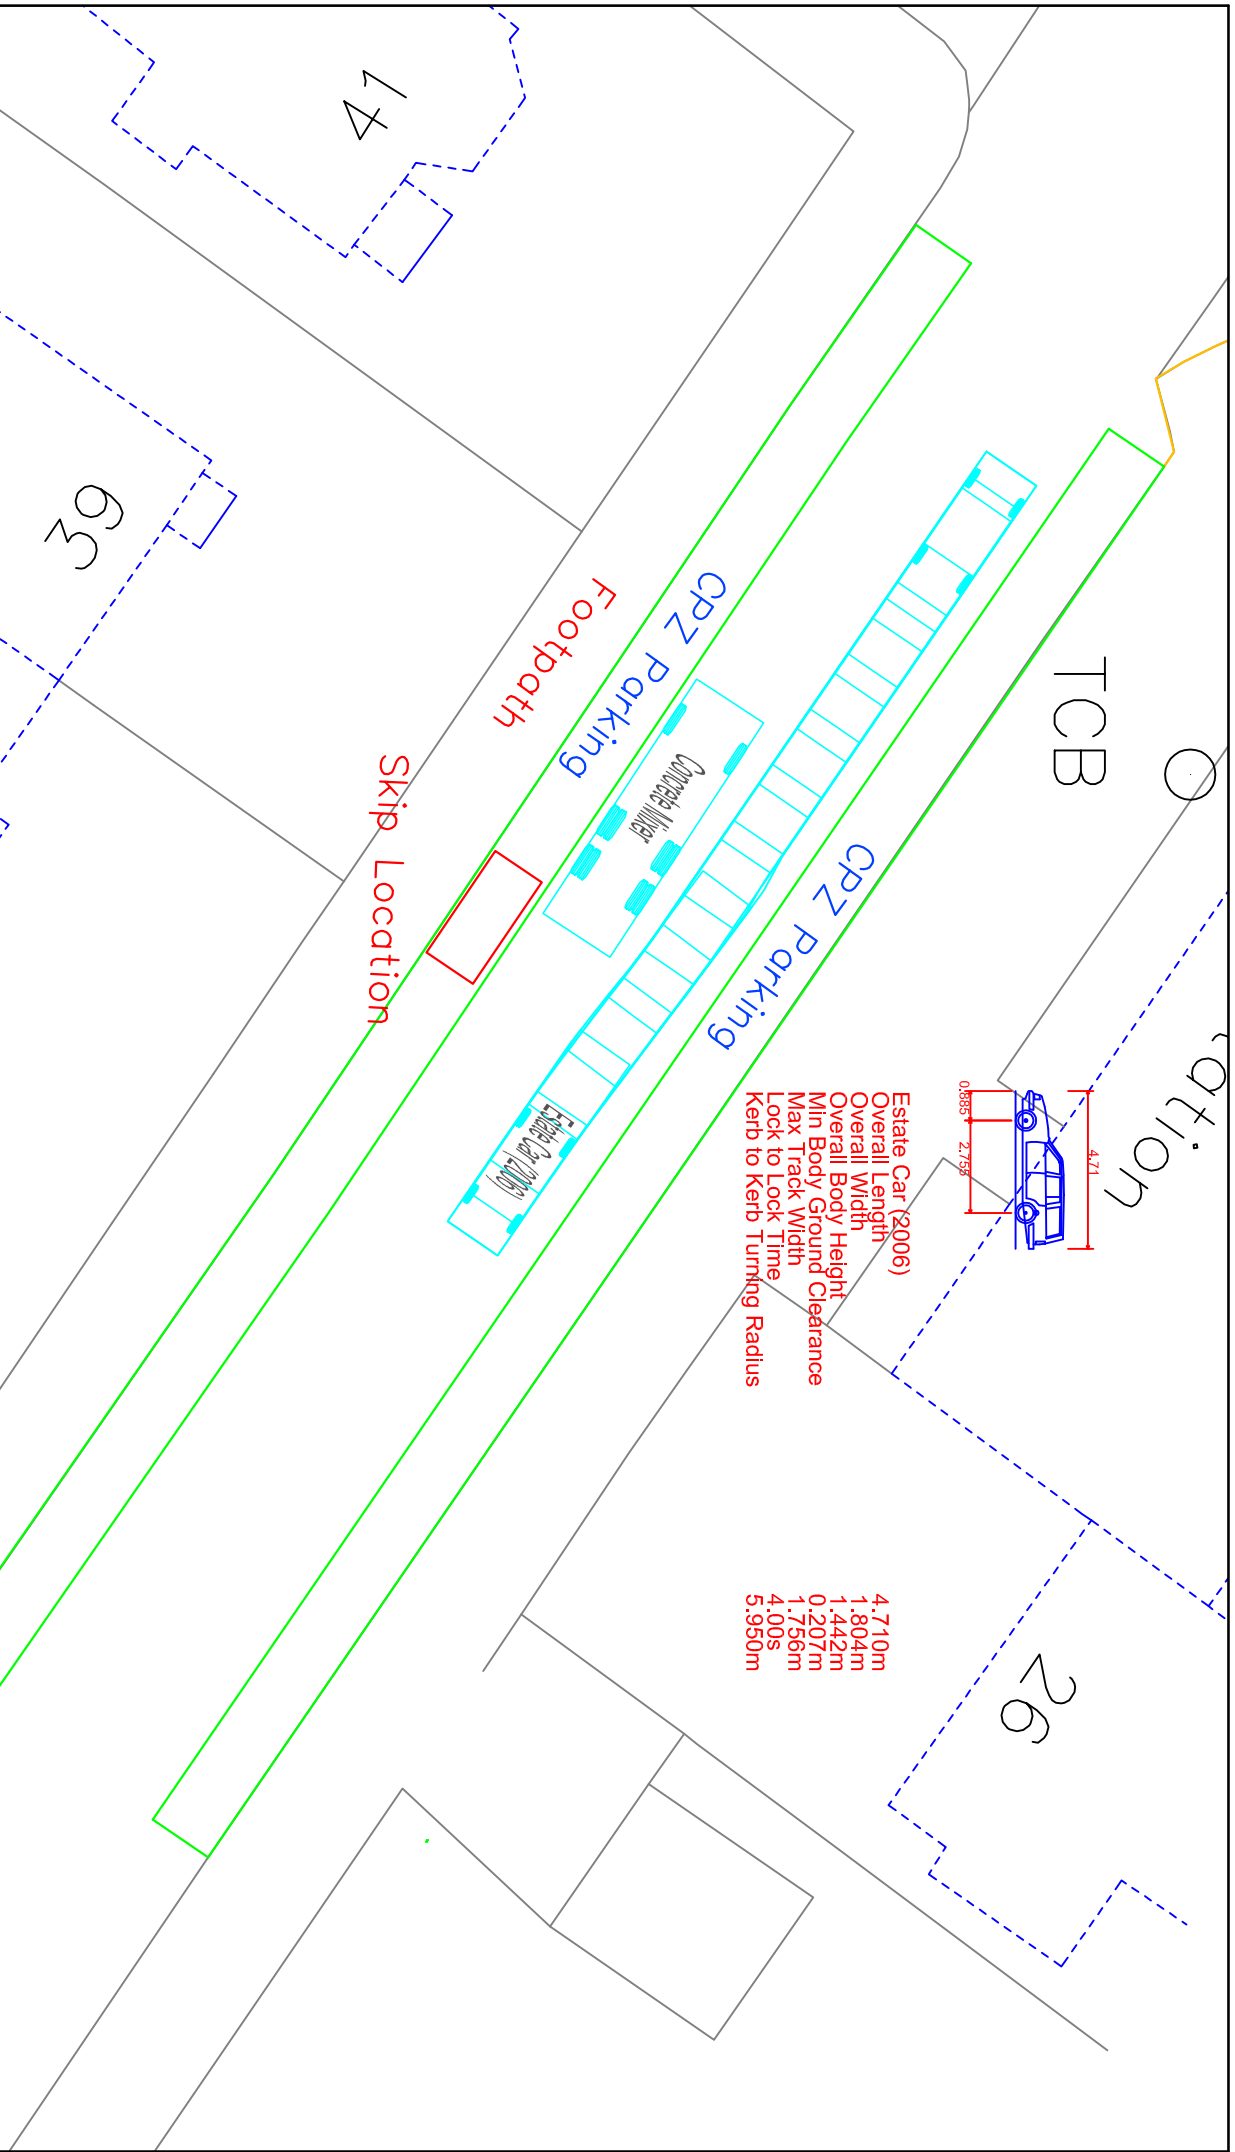 41
39
26
TCB
ation
CPZ Parking
CPZ Parking
Footpath
Skip Location
Concrete Mixer
Estate Car (2006)
4.71
0.885
2.755
Estate Car (2006)
Overall Length 4.710m
Overall Width 1.804m
Overall Body Height 1.442m
Min Body Ground Clearance 0.207m
Max Track Width 1.756m
Lock to Lock Time 4.00s
Kerb to Kerb Turning Radius 5.950m